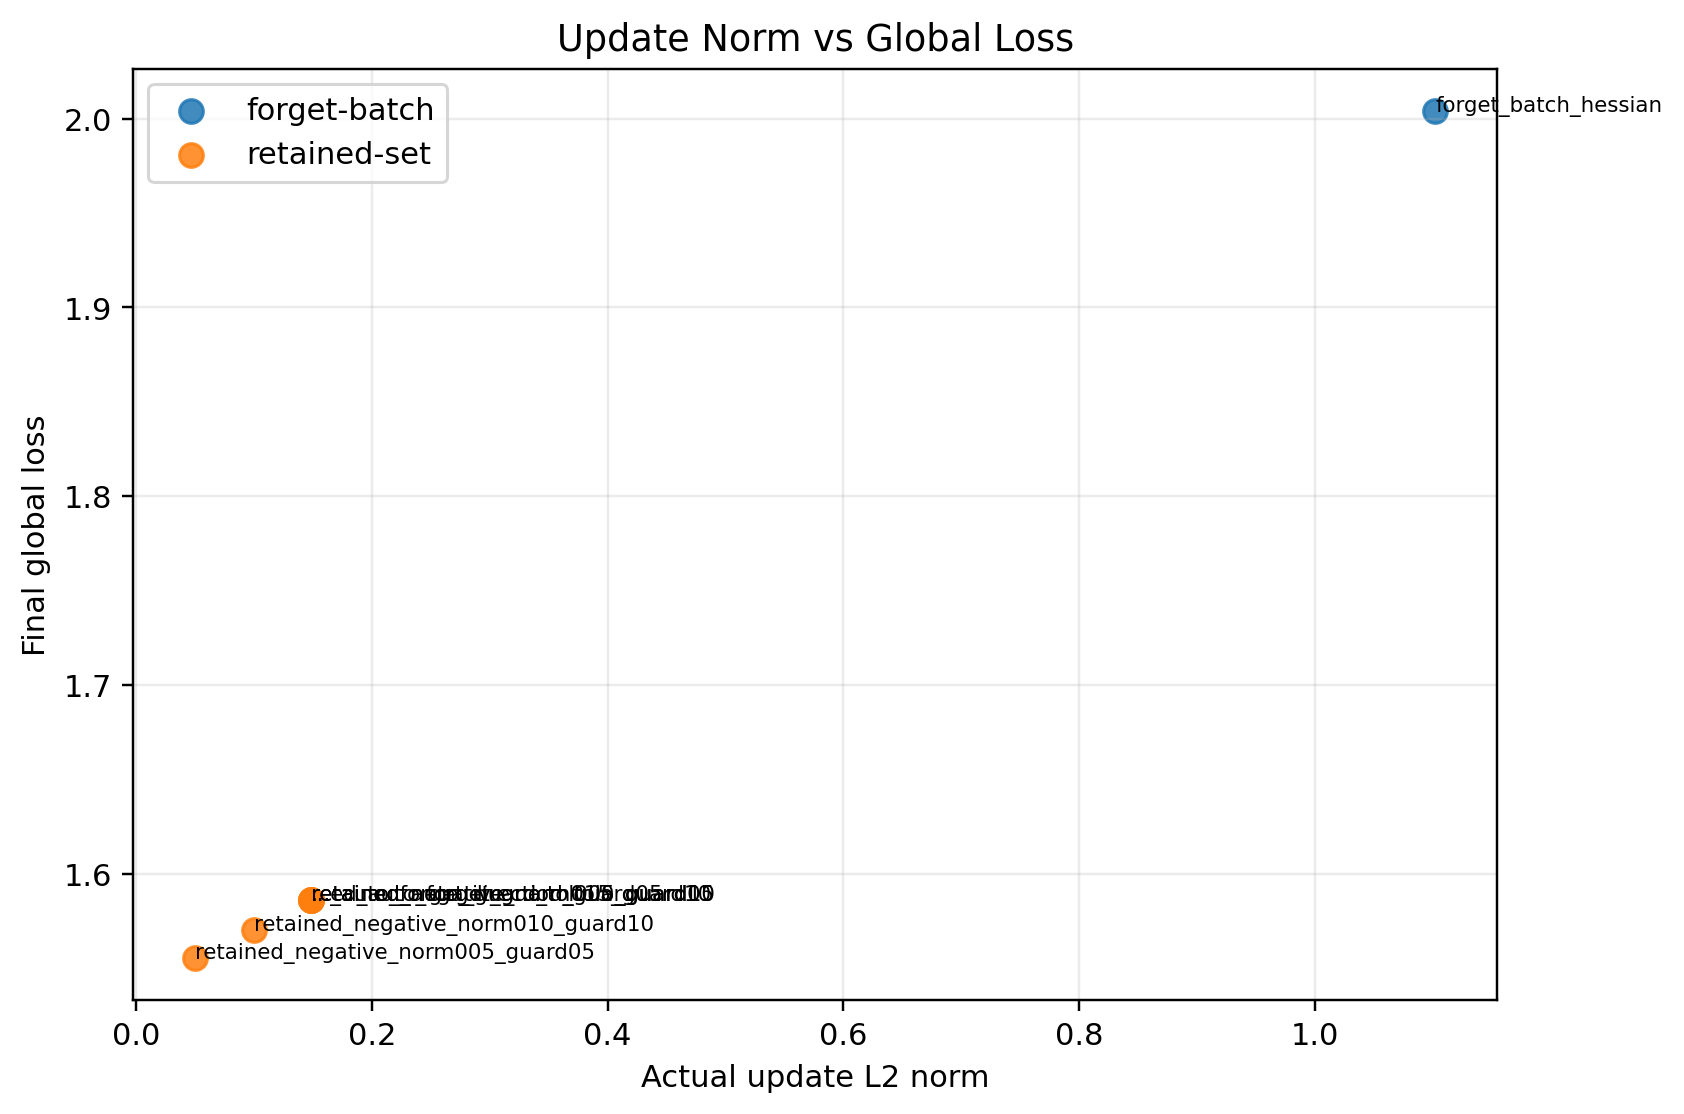 Update Norm vs Global Loss
forget-batch
retained-set
forget_batch_hessian
2.0
1.9
1.8
1.7
1.6
Final global loss
retained_negative_norm010_guard10
retained_negative_norm005_guard05
0.0 0.2 0.4 0.6 0.8 1.0
Actual update L2 norm